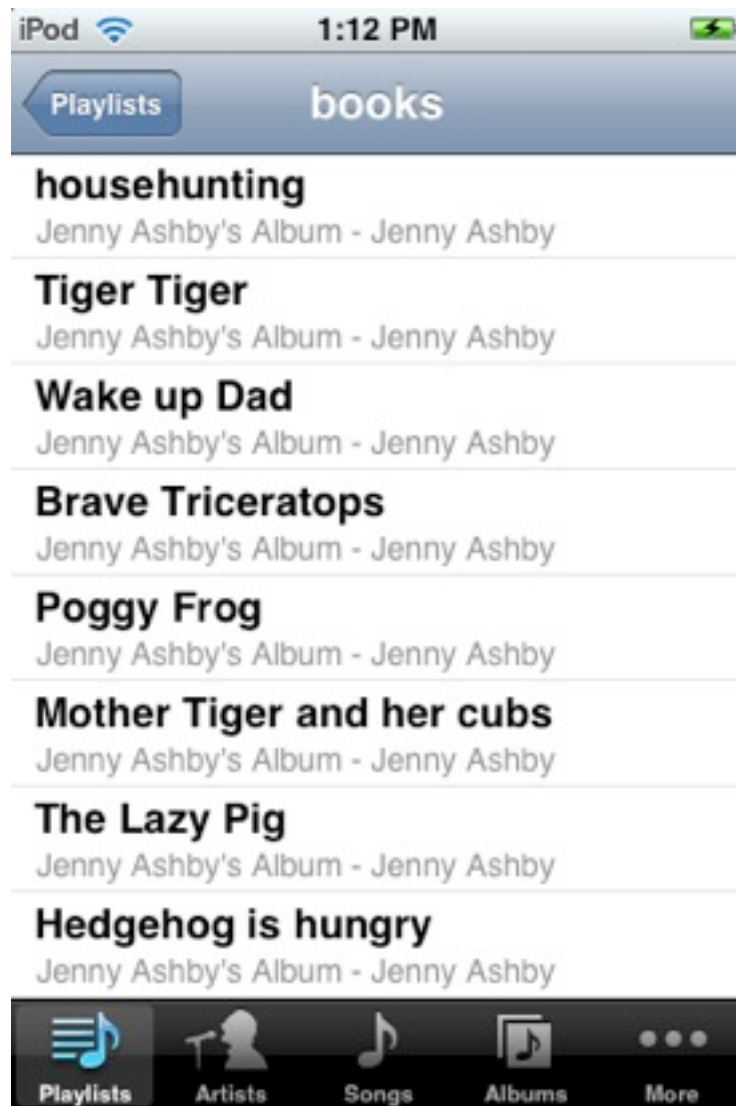 iPod 1:12 PM
Playlists books
househunting
Jenny Ashby's Album - Jenny Ashby
Tiger Tiger
Jenny Ashby's Album - Jenny Ashby
Wake up Dad
Jenny Ashby's Album - Jenny Ashby
Brave Triceratops
Jenny Ashby's Album - Jenny Ashby
Poggy Frog
Jenny Ashby's Album - Jenny Ashby
Mother Tiger and her cubs
Jenny Ashby's Album - Jenny Ashby
The Lazy Pig
Jenny Ashby's Album - Jenny Ashby
Hedgehog is hungry
Jenny Ashby's Album - Jenny Ashby
Playlists Artists Songs Albums More